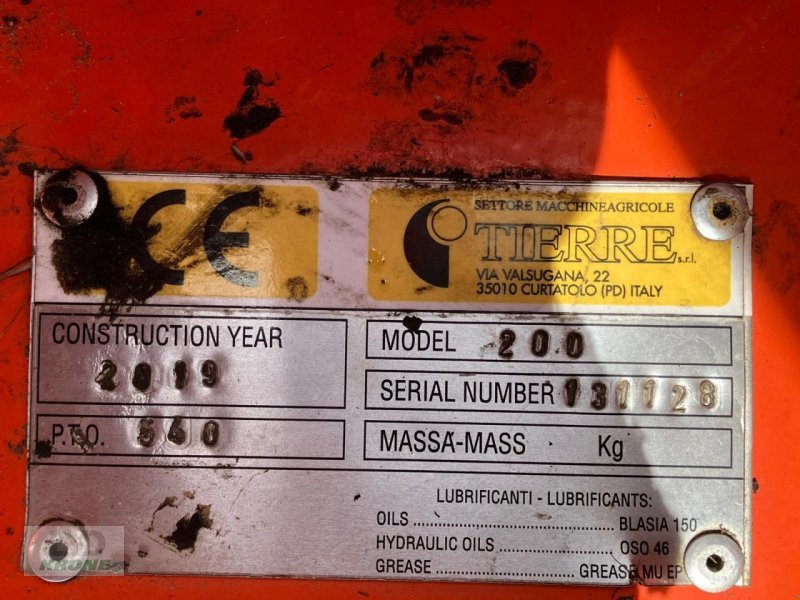 CE
SETTORE MACCHINEAGRICOLE
TIERRE s.r.l.
VIA VALSUGANA, 22
35010 CURTATOLO (PD) ITALY
CONSTRUCTION YEAR
2019
P.T.O. 540
MODEL 200
SERIAL NUMBER 131128
MASSA-MASS Kg
LUBRIFICANTI - LUBRIFICANTS:
OILS ........................................ BLASIA 150
HYDRAULIC OILS ........................ OSO 46
GREASE ............................ GREASE MU EP
KRONE